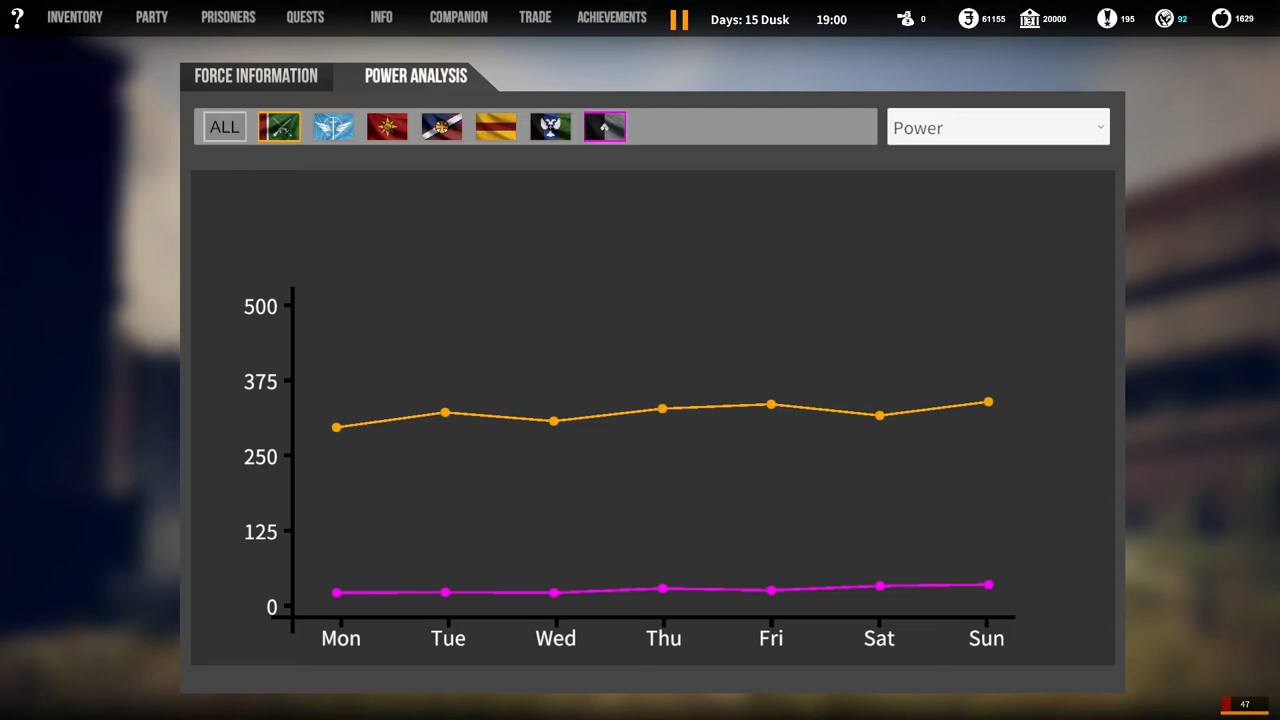 ? INVENTORY PARTY PRISONERS QUESTS INFO COMPANION TRADE ACHIEVEMENTS Days: 15 Dusk 19:00 0 61155 20000 195 92 1629
FORCE INFORMATION POWER ANALYSIS
ALL Power
500
375
250
125
0
Mon Tue Wed Thu Fri Sat Sun
47